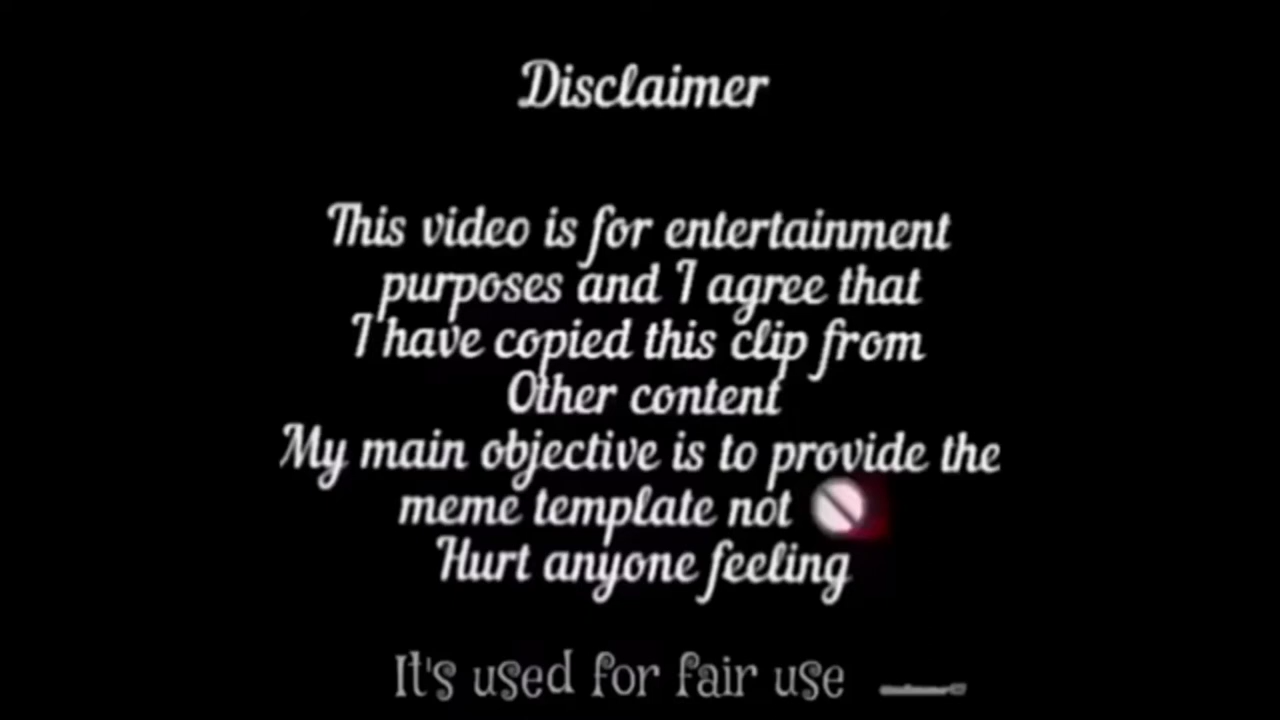 Disclaimer
This video is for entertainment
purposes and I agree that
I have copied this clip from
Other content
My main objective is to provide the
meme template not 🚫
Hurt anyone feeling
It's used for fair use